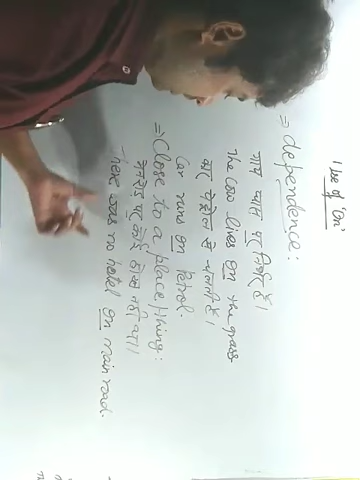 Use of 'On'
⇒ dependence:
गाय घास पर निर्भर है।
The Cow lives on the grass
कार पेट्रोल से चलती है।
Car runs on Petrol.
⇒ Close to a place/thing:
मेनरोड पर कोई होटल नहीं था।
There was no hotel on main road.